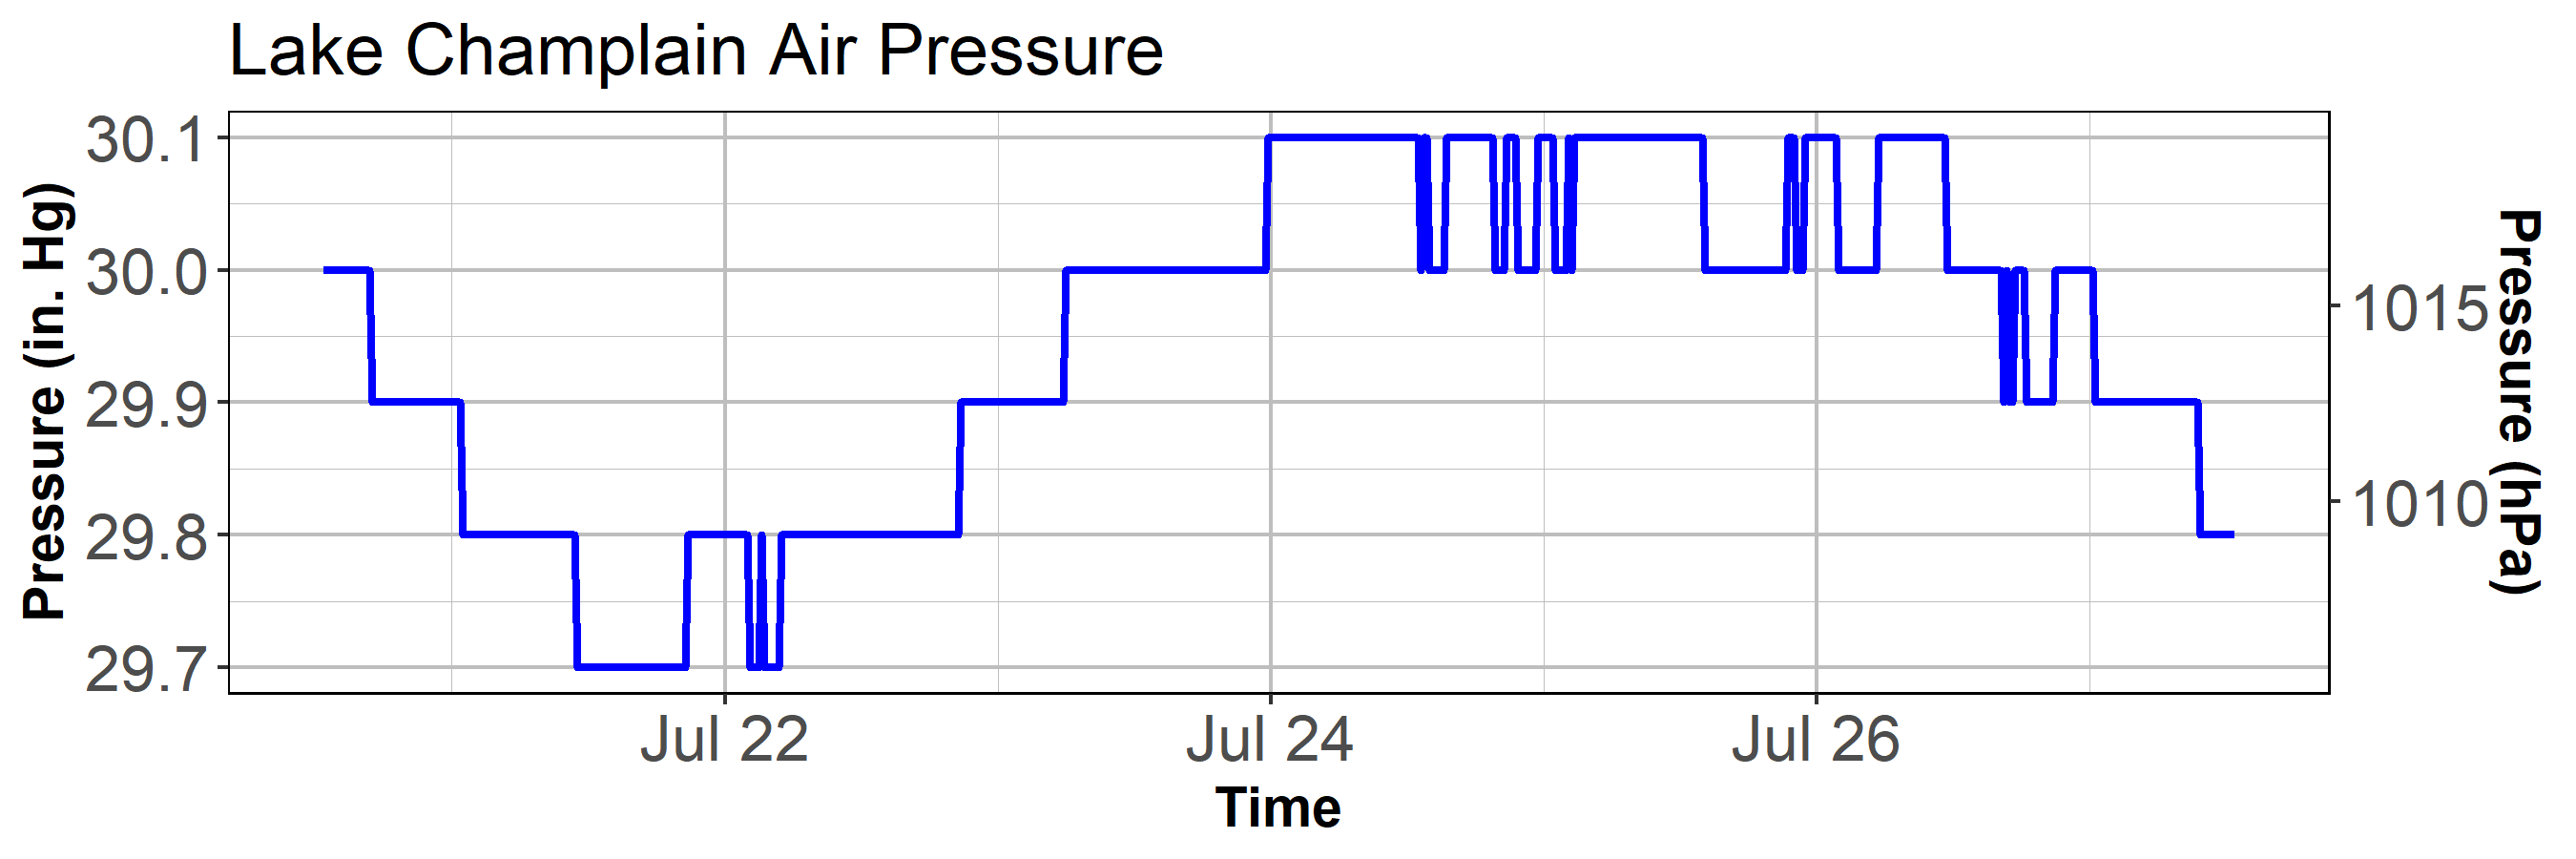 Lake Champlain Air Pressure
30.1
30.0
29.9
29.8
29.7
Pressure (in. Hg)
1015
1010
Pressure (hPa)
Jul 22
Jul 24
Jul 26
Time